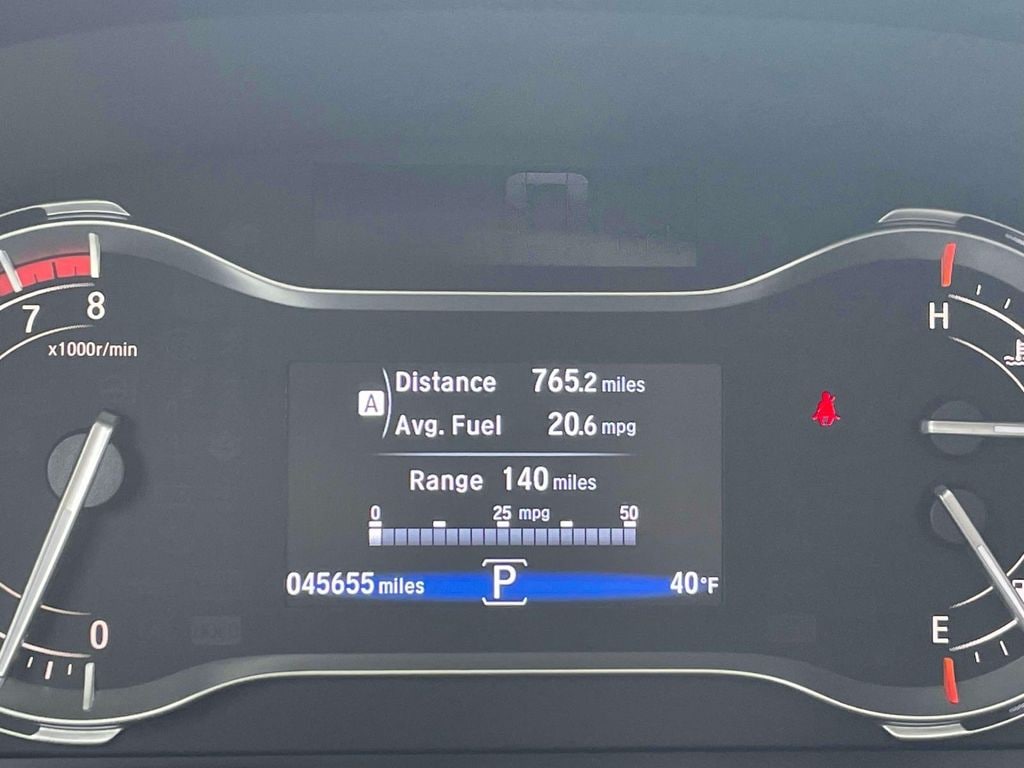 7 8
x1000r/min
0
A
Distance 765.2 miles
Avg. Fuel 20.6 mpg
Range 140 miles
0 25 mpg 50
045655 miles P 40°F
H
E